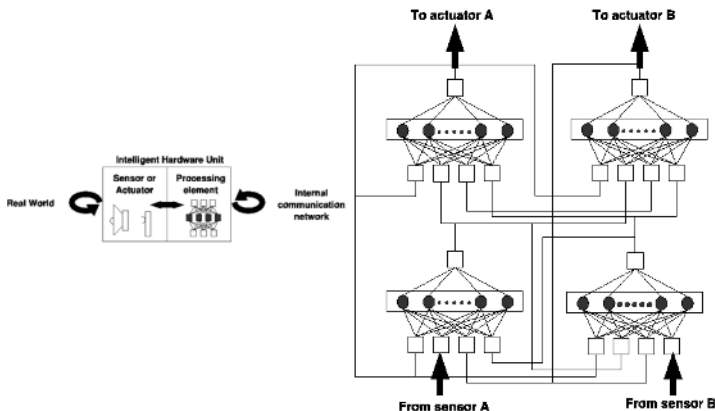 To actuator A
To actuator B
Intelligent Hardware Unit
Sensor or
Actuator
Processing
element
Real World
Internal
communication
network
From sensor A
From sensor B